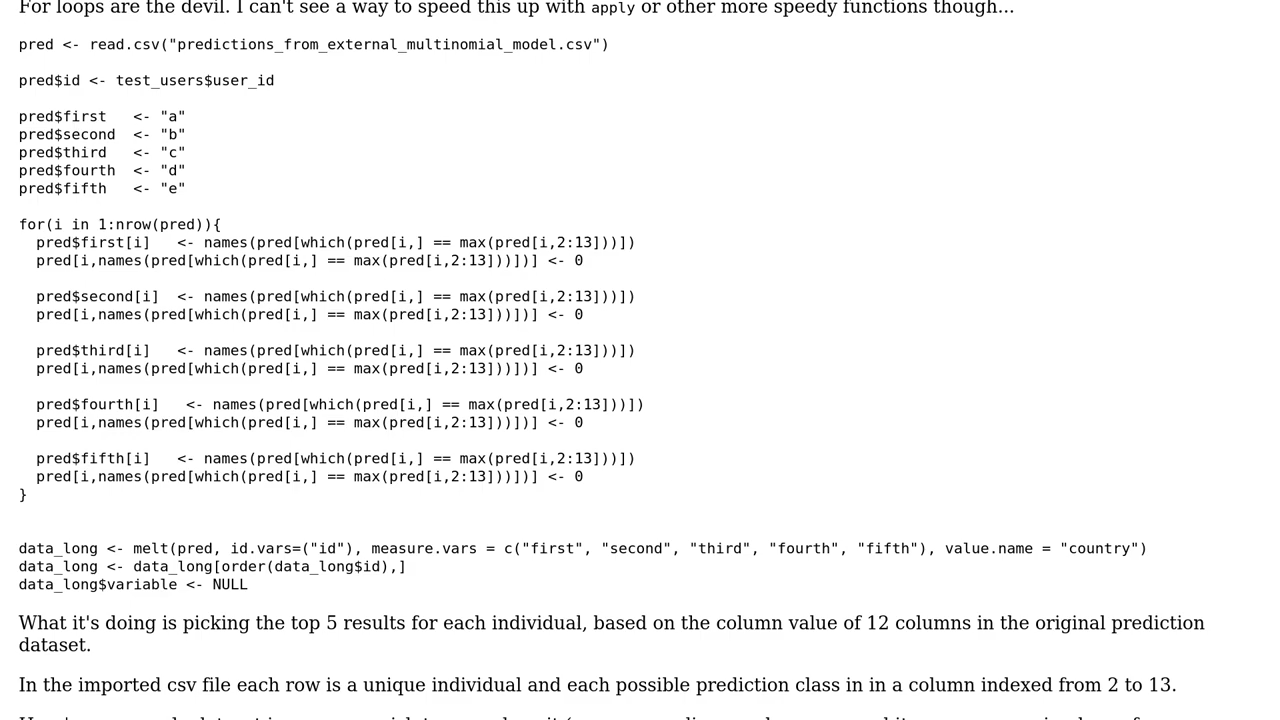 For loops are the devil. I can't see a way to speed this up with apply or other more speedy functions though...
pred <- read.csv("predictions_from_external_multinomial_model.csv")
pred$id <- test_users$user_id
pred$first   <- "a"
pred$second  <- "b"
pred$third   <- "c"
pred$fourth  <- "d"
pred$fifth   <- "e"
for(i in 1:nrow(pred)){
  pred$first[i]   <- names(pred[which(pred[i,] == max(pred[i,2:13]))])
  pred[i,names(pred[which(pred[i,] == max(pred[i,2:13]))])] <- 0
  pred$second[i]  <- names(pred[which(pred[i,] == max(pred[i,2:13]))])
  pred[i,names(pred[which(pred[i,] == max(pred[i,2:13]))])] <- 0
  pred$third[i]   <- names(pred[which(pred[i,] == max(pred[i,2:13]))])
  pred[i,names(pred[which(pred[i,] == max(pred[i,2:13]))])] <- 0
  pred$fourth[i]   <- names(pred[which(pred[i,] == max(pred[i,2:13]))])
  pred[i,names(pred[which(pred[i,] == max(pred[i,2:13]))])] <- 0
  pred$fifth[i]   <- names(pred[which(pred[i,] == max(pred[i,2:13]))])
  pred[i,names(pred[which(pred[i,] == max(pred[i,2:13]))])] <- 0
}
data_long <- melt(pred, id.vars=("id"), measure.vars = c("first", "second", "third", "fourth", "fifth"), value.name = "country")
data_long <- data_long[order(data_long$id),]
data_long$variable <- NULL
What it's doing is picking the top 5 results for each individual, based on the column value of 12 columns in the original prediction
dataset.
In the imported csv file each row is a unique individual and each possible prediction class in in a column indexed from 2 to 13.